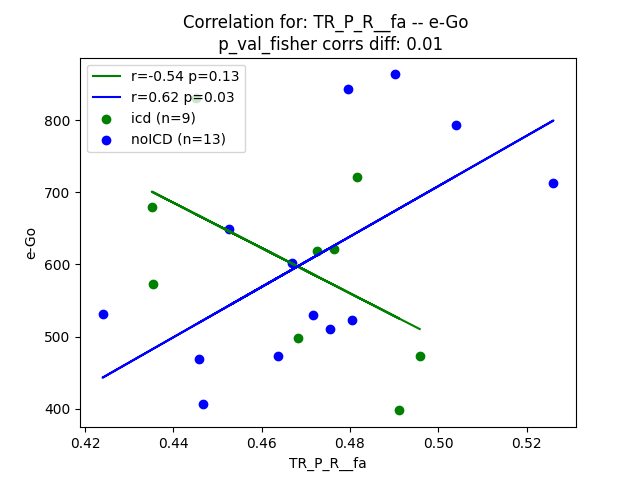 Correlation for: TR_P_R__fa -- e-Go
p_val_fisher corrs diff: 0.01
r=-0.54 p=0.13
r=0.62 p=0.03
icd (n=9)
noICD (n=13)
e-Go
800
700
600
500
400
0.42 0.44 0.46 0.48 0.50 0.52
TR_P_R__fa